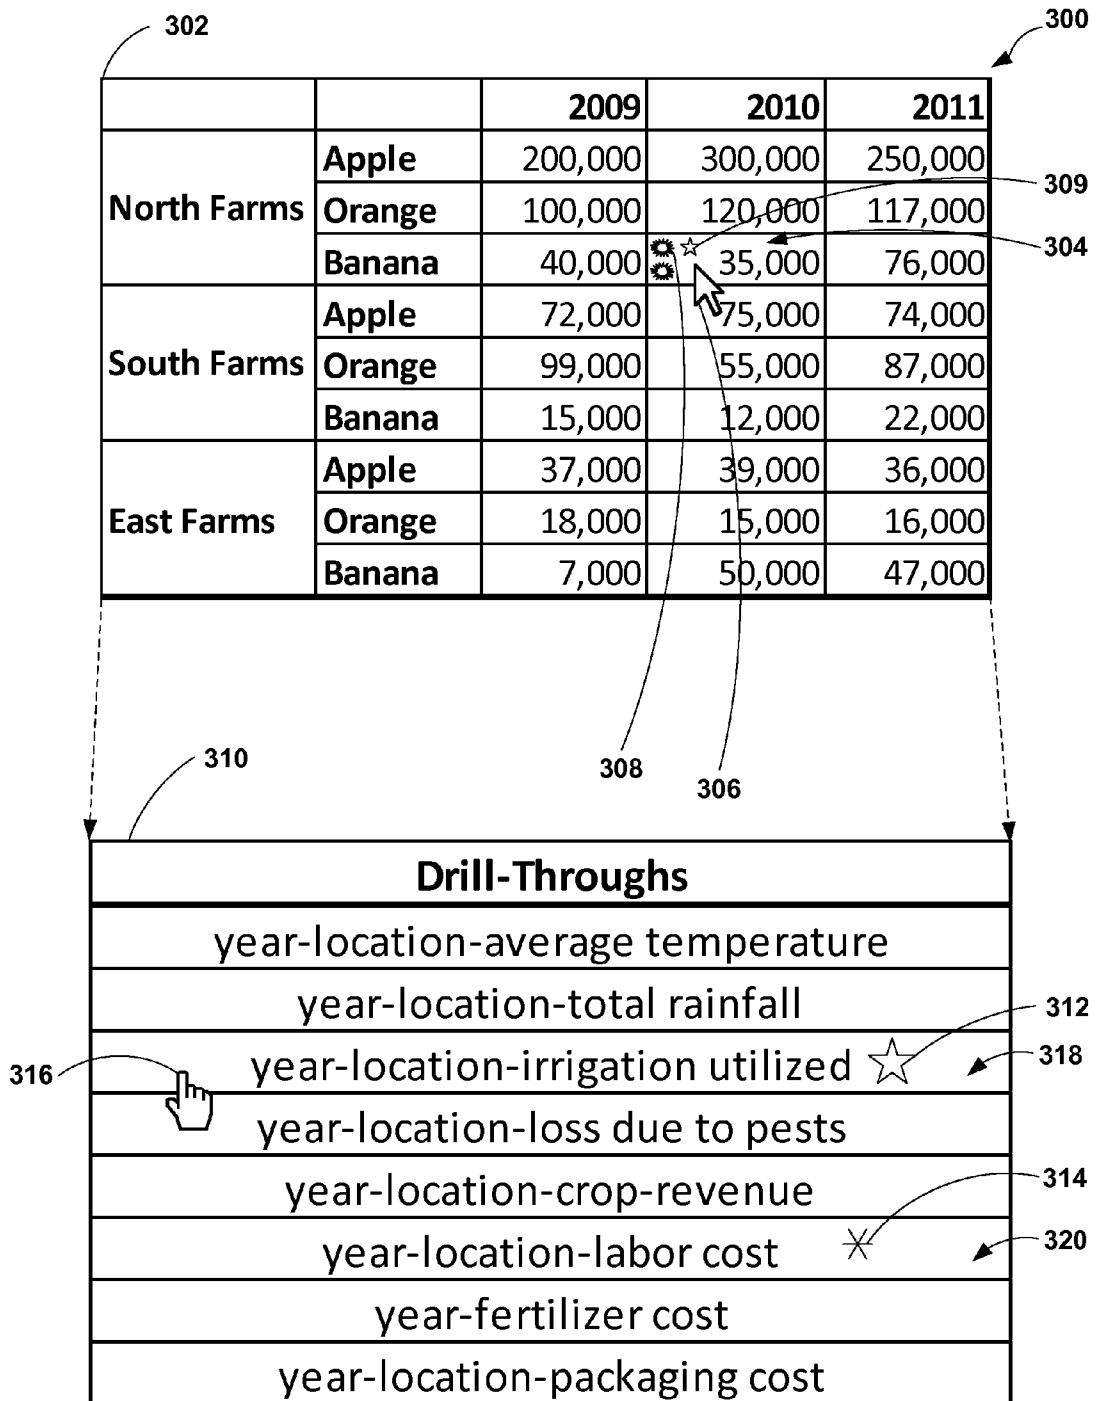 302
300
2009 2010 2011
North Farms Apple 200,000 300,000 250,000
309
Orange 100,000 120,000 117,000
304
Banana 40,000 35,000 76,000
South Farms Apple 72,000 75,000 74,000
Orange 99,000 55,000 87,000
Banana 15,000 12,000 22,000
East Farms Apple 37,000 39,000 36,000
Orange 18,000 15,000 16,000
Banana 7,000 50,000 47,000
310
308
306
Drill-Throughs
year-location-average temperature
year-location-total rainfall
312
year-location-irrigation utilized
318
316
year-location-loss due to pests
year-location-crop-revenue
314
year-location-labor cost
320
year-fertilizer cost
year-location-packaging cost